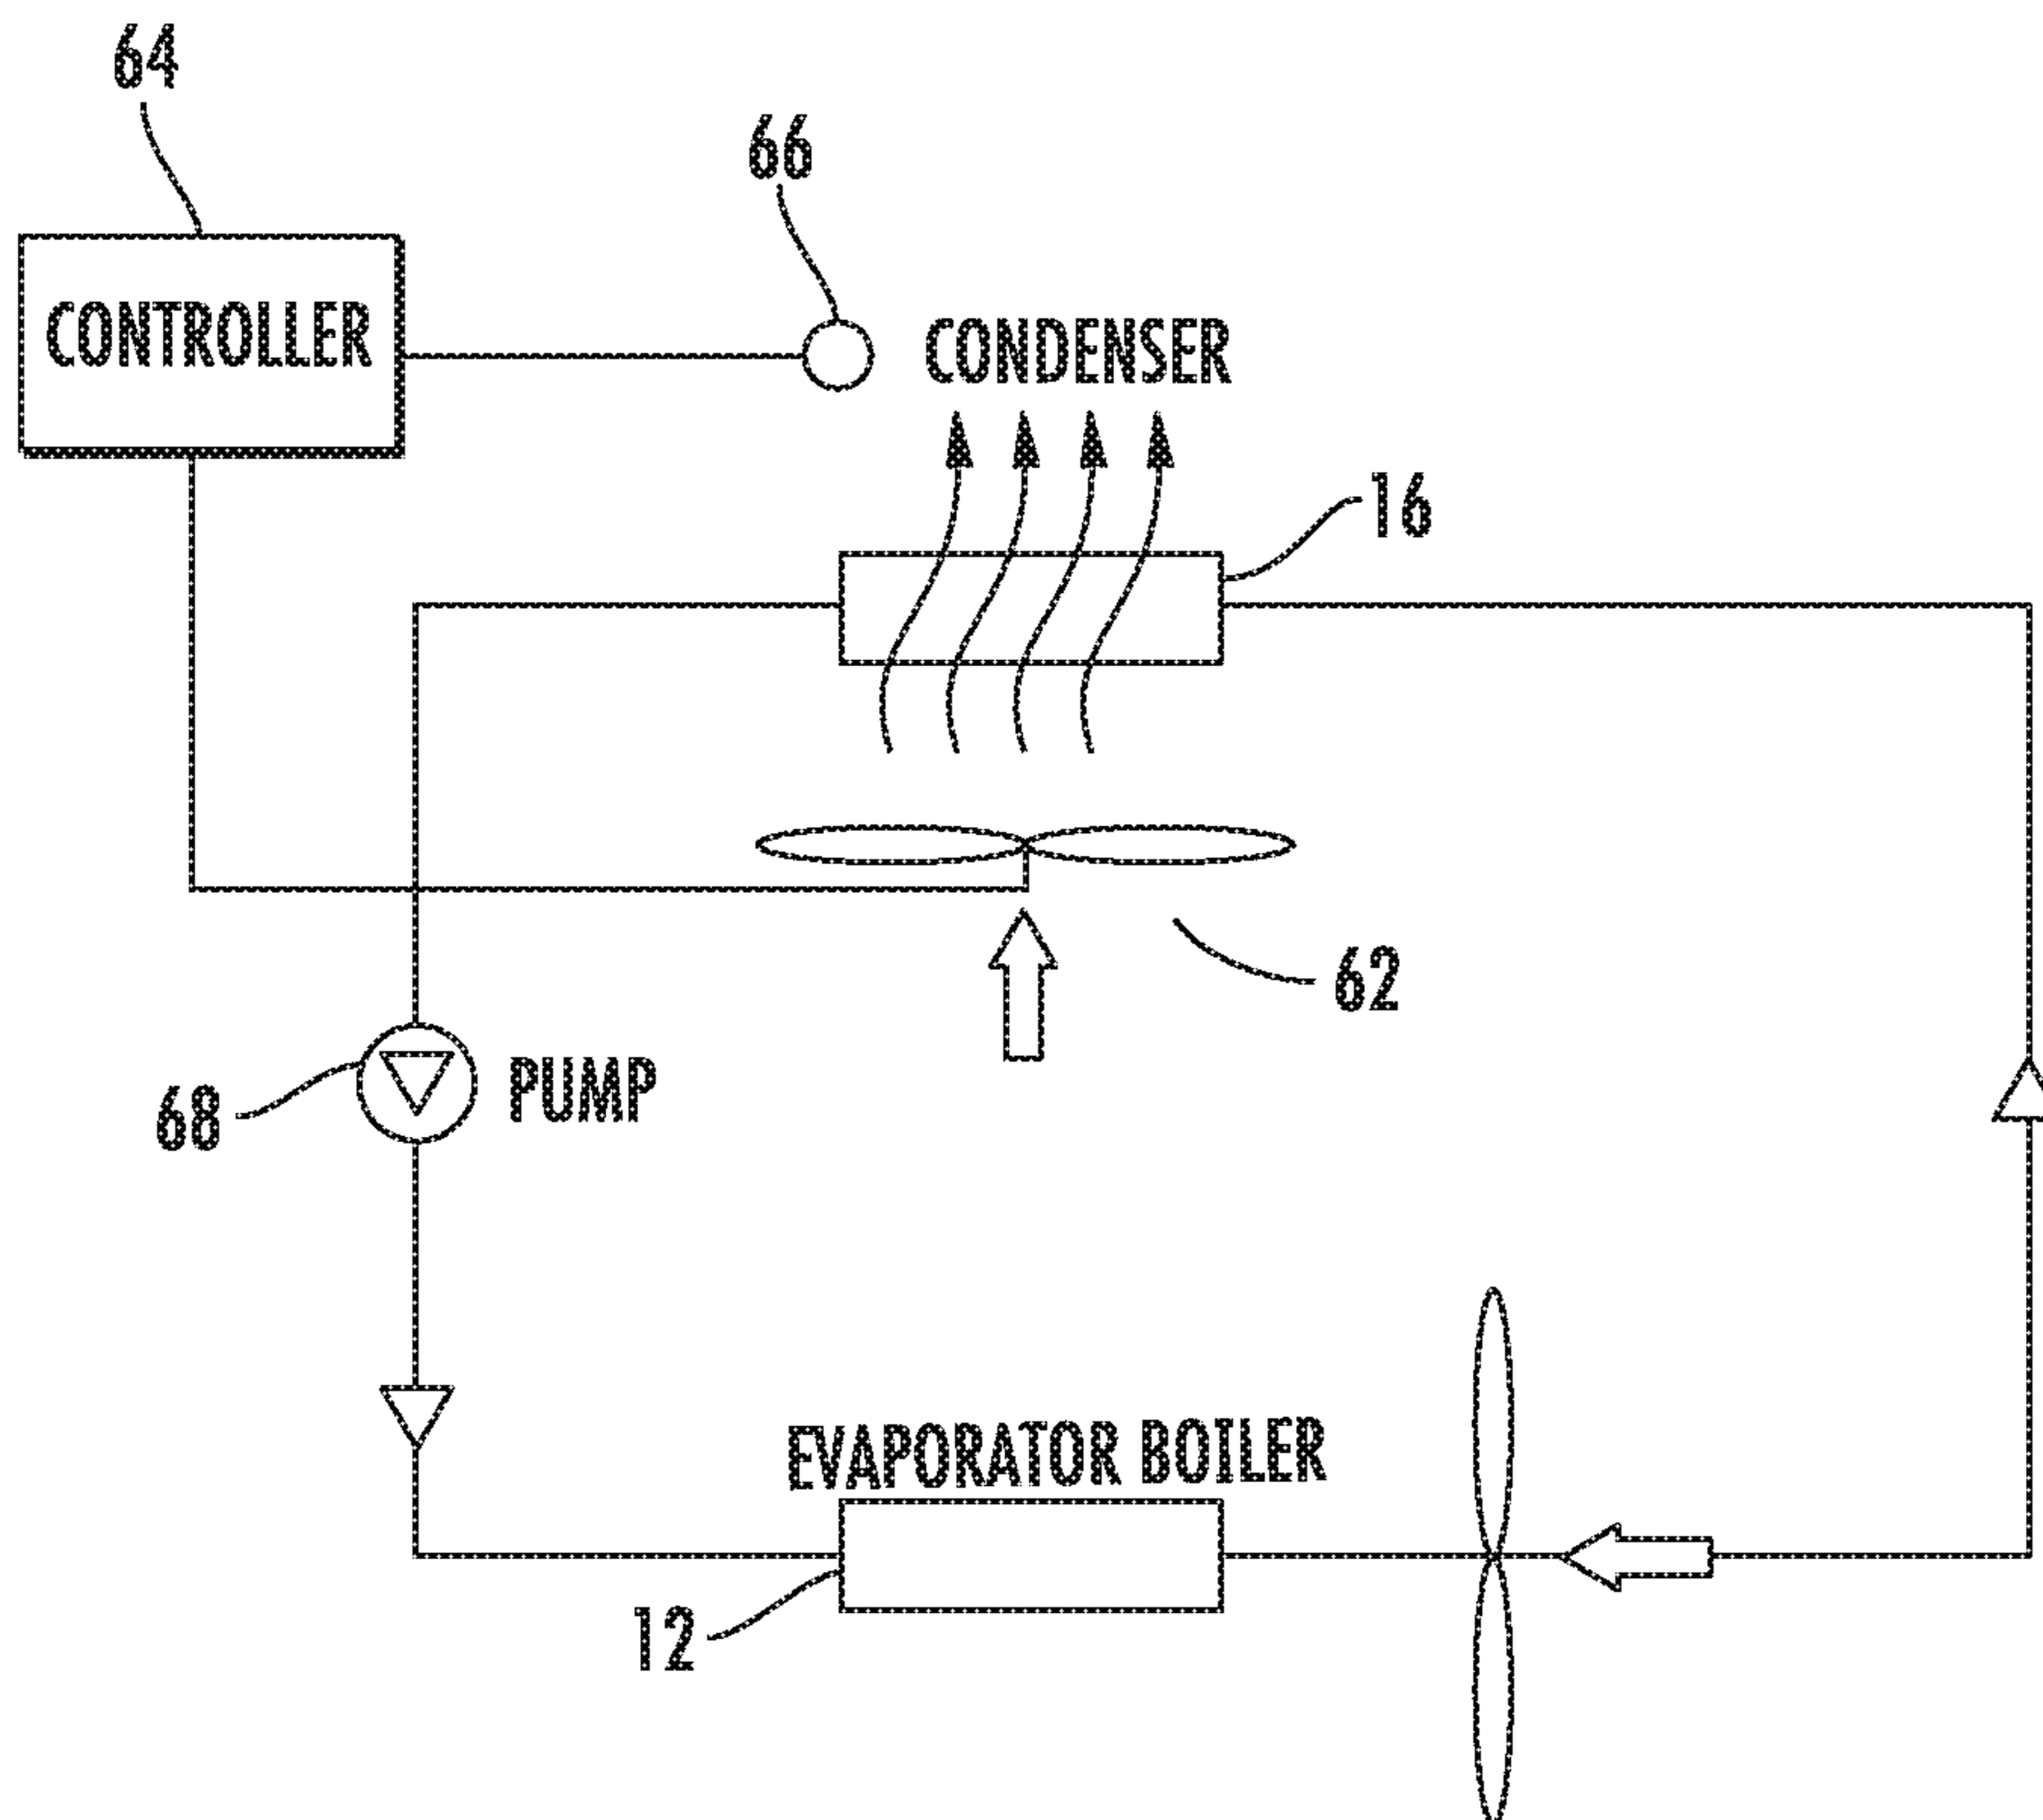 64
66
CONTROLLER
CONDENSER
16
62
68
PUMP
EVAPORATOR BOILER
12